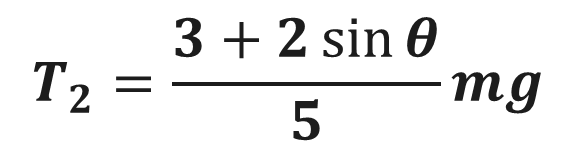 T₂ = (3 + 2 sin θ)/5 mg